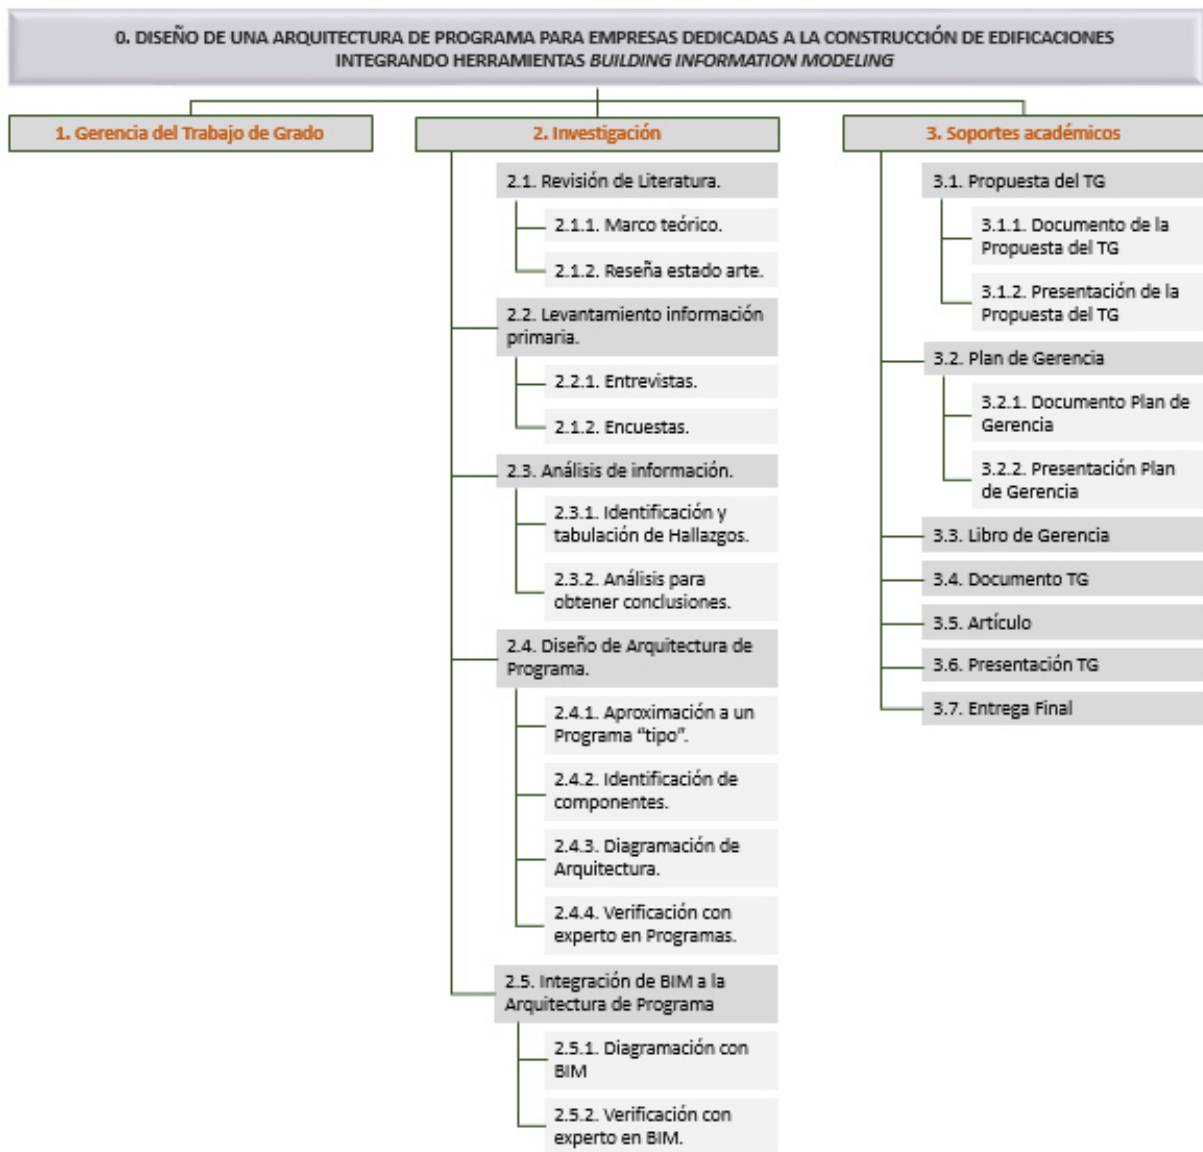 0. DISEÑO DE UNA ARQUITECTURA DE PROGRAMA PARA EMPRESAS DEDICADAS A LA CONSTRUCCIÓN DE EDIFICACIONES
INTEGRANDO HERRAMIENTAS BUILDING INFORMATION MODELING
1. Gerencia del Trabajo de Grado
2. Investigación
2.1. Revisión de Literatura.
2.1.1. Marco teórico.
2.1.2. Reseña estado arte.
2.2. Levantamiento información
primaria.
2.2.1. Entrevistas.
2.1.2. Encuestas.
2.3. Análisis de información.
2.3.1. Identificación y
tabulación de Hallazgos.
2.3.2. Análisis para
obtener conclusiones.
2.4. Diseño de Arquitectura de
Programa.
2.4.1. Aproximación a un
Programa “tipo”.
2.4.2. Identificación de
componentes.
2.4.3. Diagramación de
Arquitectura.
2.4.4. Verificación con
experto en Programas.
2.5. Integración de BIM a la
Arquitectura de Programa
2.5.1. Diagramación con
BIM
2.5.2. Verificación con
experto en BIM.
3. Soportes académicos
3.1. Propuesta del TG
3.1.1. Documento de la
Propuesta del TG
3.1.2. Presentación de la
Propuesta del TG
3.2. Plan de Gerencia
3.2.1. Documento Plan de
Gerencia
3.2.2. Presentación Plan
de Gerencia
3.3. Libro de Gerencia
3.4. Documento TG
3.5. Artículo
3.6. Presentación TG
3.7. Entrega Final